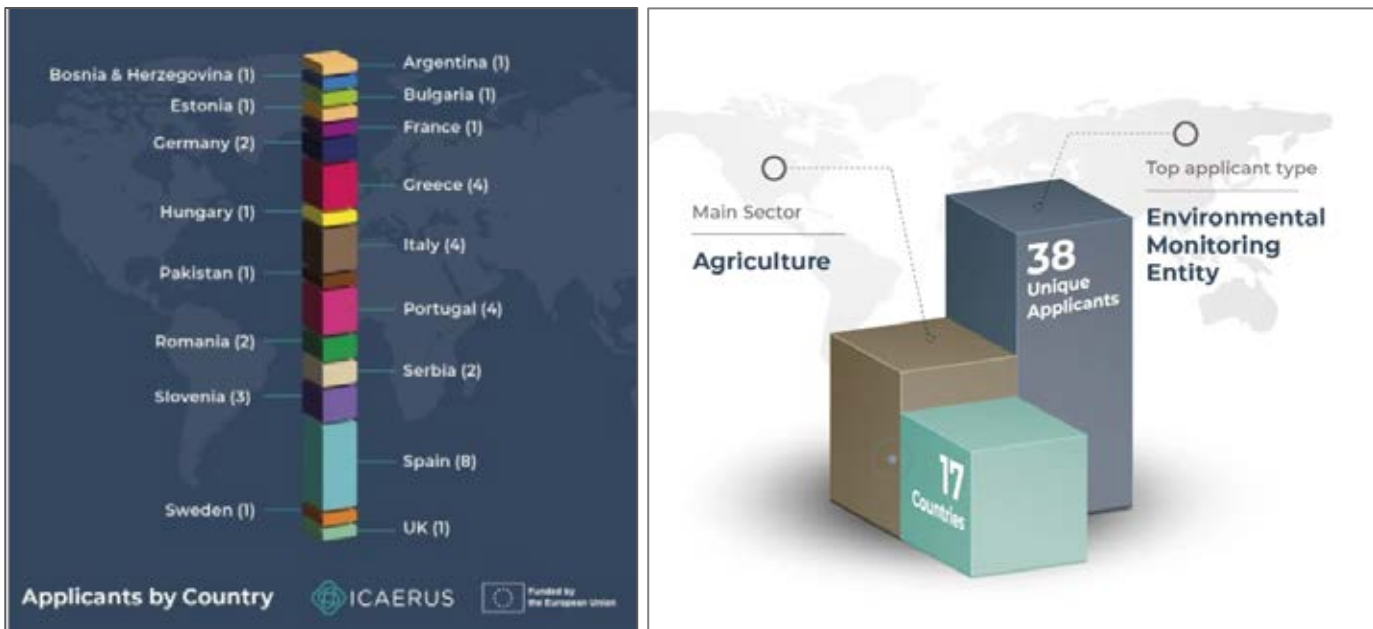 Argentina (1)
Bosnia & Herzegovina (1)
Bulgaria (1)
Estonia (1)
France (1)
Germany (2)
Greece (4)
Hungary (1)
Italy (4)
Pakistan (1)
Portugal (4)
Romania (2)
Serbia (2)
Slovenia (3)
Spain (8)
Sweden (1)
UK (1)
Applicants by Country
ICAERUS
Funded by
the European Union
Main Sector
Agriculture
Top applicant type
Environmental
Monitoring
Entity
38
Unique
Applicants
17
Countries